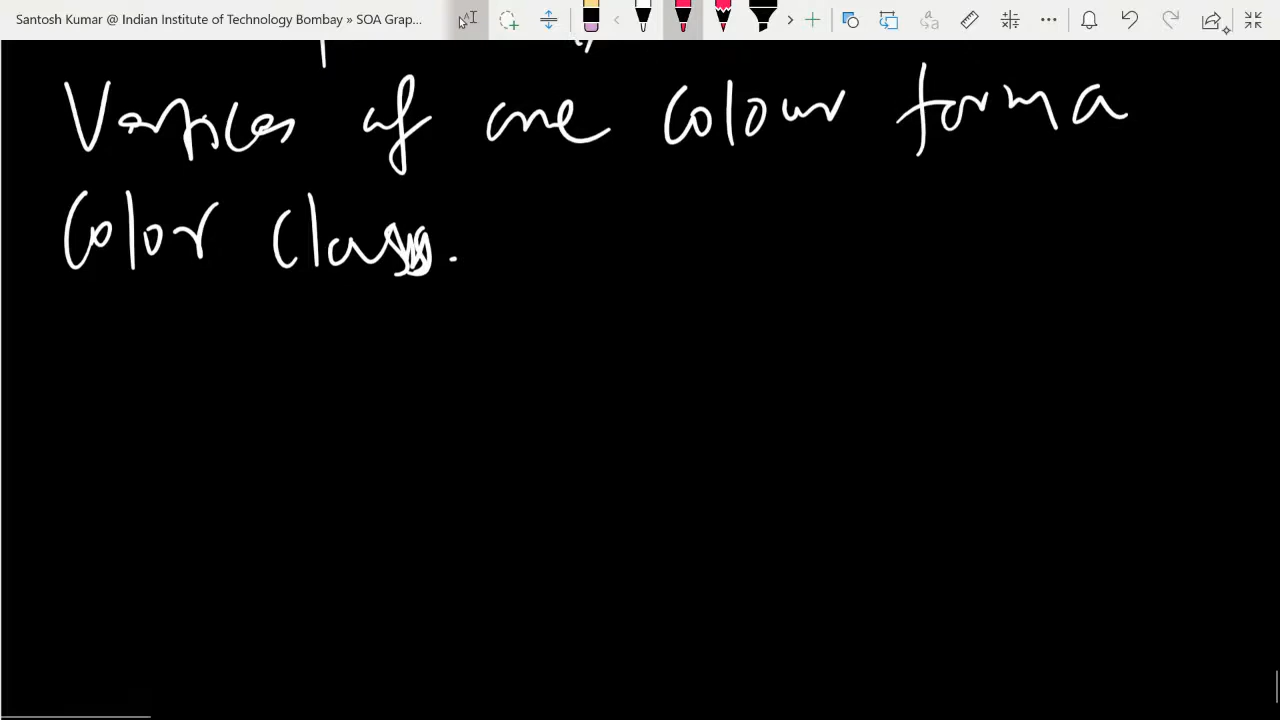 Santosh Kumar @ Indian Institute of Technology Bombay » SOA Grap...
Vertices of one colour form a
Color class.